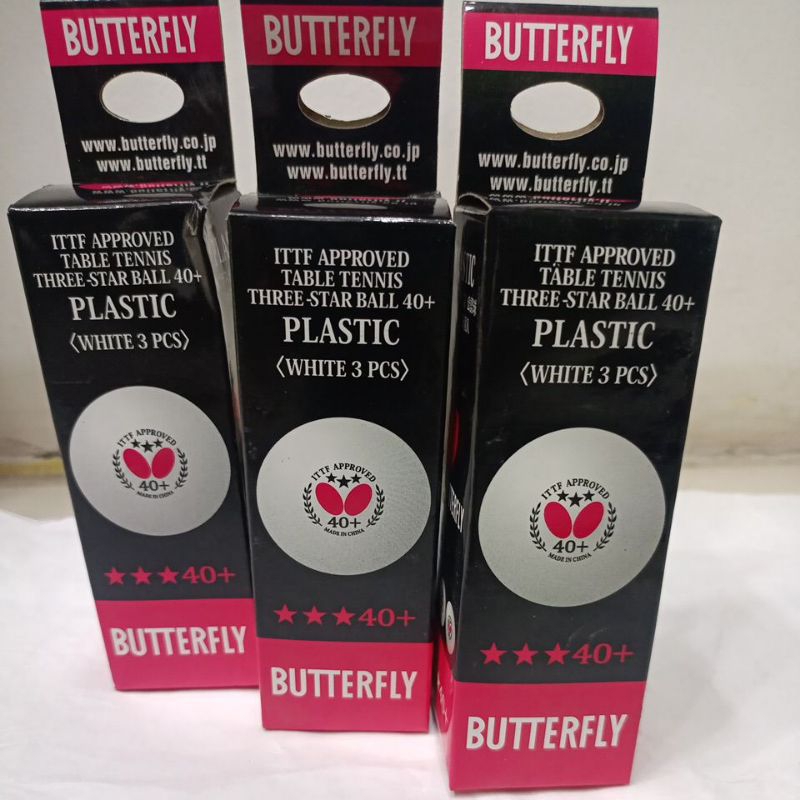 BUTTERFLY
www.butterfly.co.jp
www.butterfly.tt
ITTF APPROVED
TABLE TENNIS
THREE-STAR BALL 40+
PLASTIC
〈WHITE 3 PCS〉
ITTF APPROVED
★★★
40+
MADE IN CHINA
★★★40+
BUTTERFLY
BUTTERFLY
www.butterfly.co.jp
www.butterfly.tt
ITTF APPROVED
TABLE TENNIS
THREE-STAR BALL 40+
PLASTIC
〈WHITE 3 PCS〉
ITTF APPROVED
★★★
40+
MADE IN CHINA
★★★40+
BUTTERFLY
BUTTERFLY
www.butterfly.co.jp
www.butterfly.tt
ITTF APPROVED
TABLE TENNIS
THREE-STAR BALL 40+
PLASTIC
〈WHITE 3 PCS〉
ITTF APPROVED
★★★
40+
MADE IN CHINA
★★★40+
BUTTERFLY